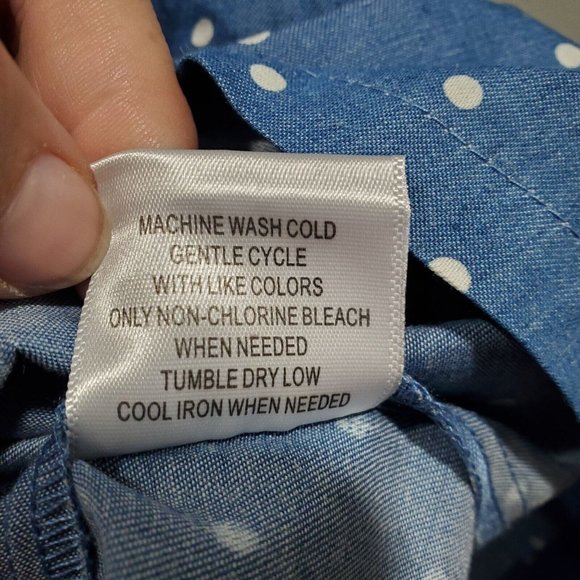 MACHINE WASH COLD
GENTLE CYCLE
WITH LIKE COLORS
ONLY NON-CHLORINE BLEACH
WHEN NEEDED
TUMBLE DRY LOW
COOL IRON WHEN NEEDED